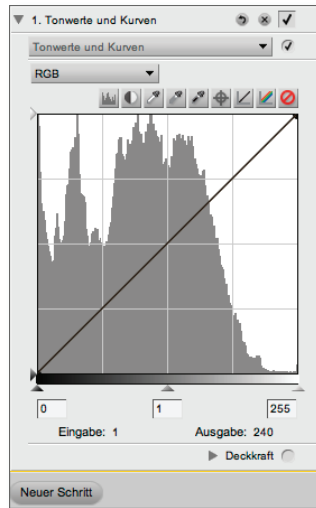 1. Tonwerte und Kurven
Tonwerte und Kurven
RGB
0 1 255
Eingabe: 1 Ausgabe: 240
Deckkraft
Neuer Schritt